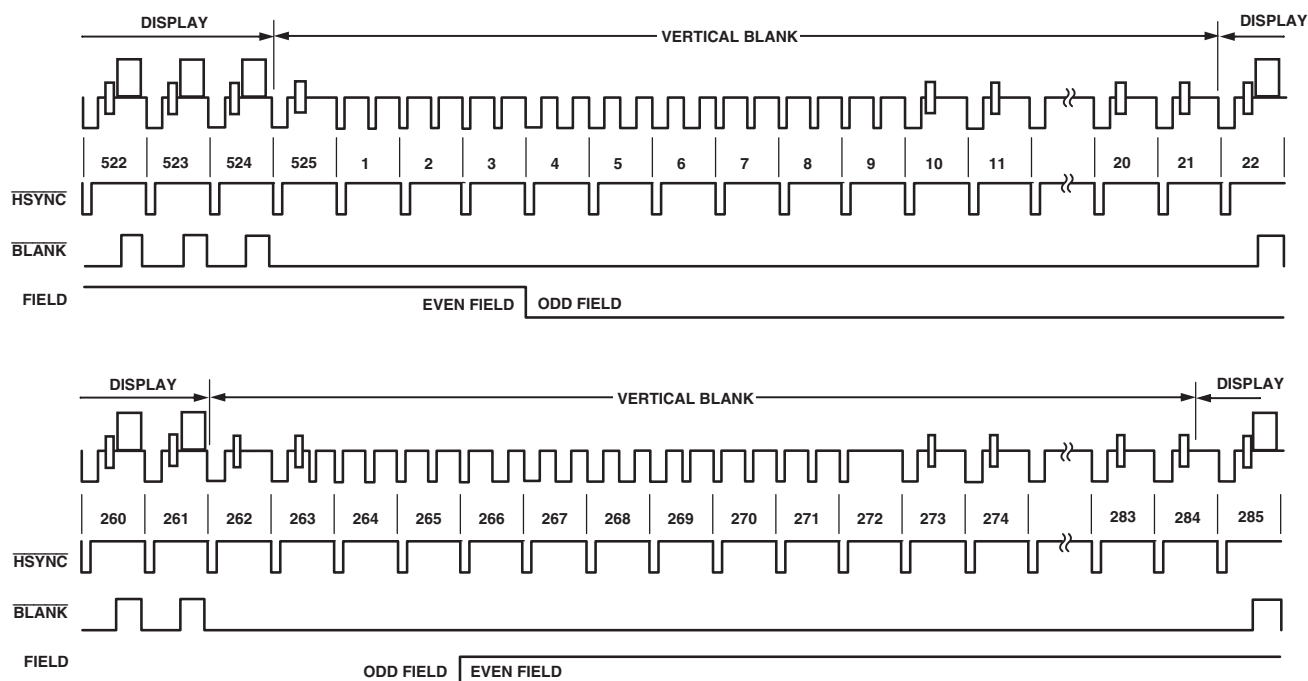 DISPLAY VERTICAL BLANK DISPLAY
522 523 524 525 1 2 3 4 5 6 7 8 9 10 11 20 21 22
HSYNC
BLANK
FIELD EVEN FIELD ODD FIELD
DISPLAY VERTICAL BLANK DISPLAY
260 261 262 263 264 265 266 267 268 269 270 271 272 273 274 283 284 285
HSYNC
BLANK
FIELD ODD FIELD EVEN FIELD